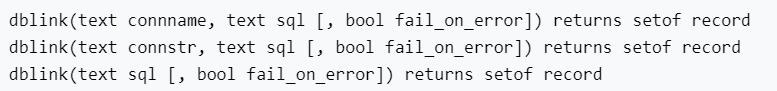 dblink(text connname, text sql [, bool fail_on_error]) returns setof record
dblink(text connstr, text sql [, bool fail_on_error]) returns setof record
dblink(text sql [, bool fail_on_error]) returns setof record